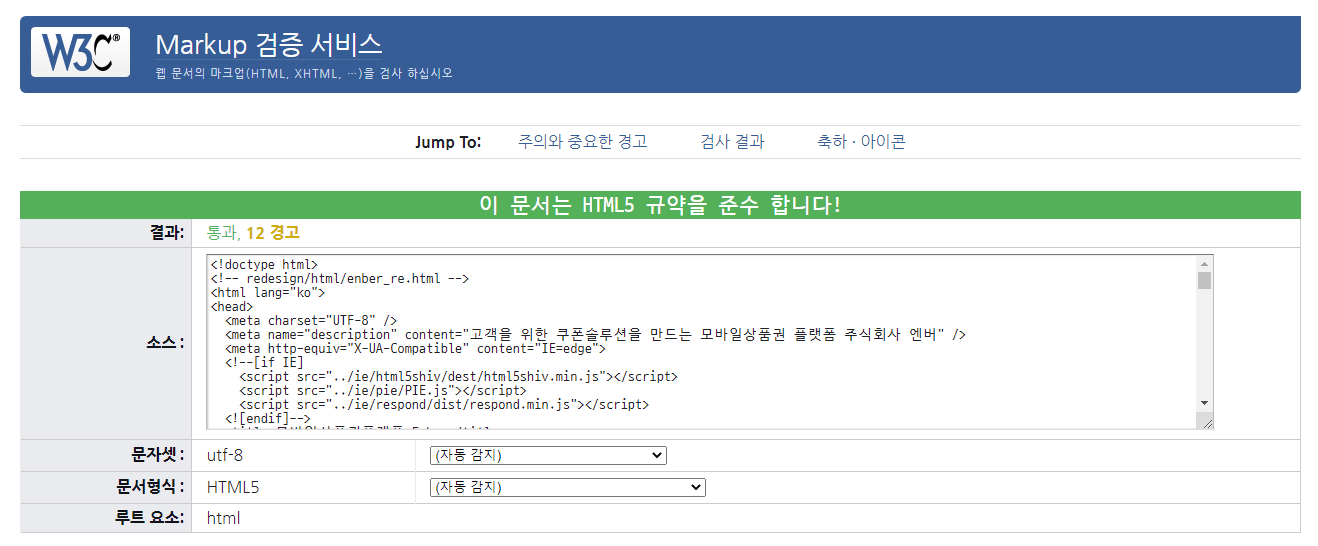 W3C®
Markup 검증 서비스
웹 문서의 마크업(HTML, XHTML, …)을 검사 하십시오
Jump To: 주의와 중요한 경고 검사 결과 축하 · 아이콘
이 문서는 HTML5 규약을 준수 합니다!
결과: 통과, 12 경고
소스 :
<!doctype html>
<!-- redesign/html/enber_re.html -->
<html lang="ko">
<head>
<meta charset="UTF-8" />
<meta name="description" content="고객을 위한 쿠폰솔루션을 만드는 모바일상품권 플랫폼 주식회사 엔버" />
<meta http-equiv="X-UA-Compatible" content="IE=edge">
<!--[if IE]
<script src="../ie/html5shiv/dest/html5shiv.min.js"></script>
<script src="../ie/pie/PIE.js"></script>
<script src="../ie/respond/dist/respond.min.js"></script>
<![endif]-->
문자셋 : utf-8 (자동 감지)
문서형식 : HTML5 (자동 감지)
루트 요소: html